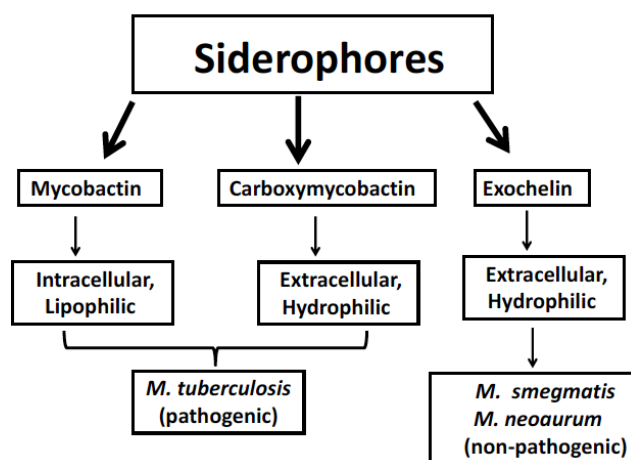 Siderophores
Mycobactin
Carboxymycobactin
Exochelin
Intracellular,
Lipophilic
Extracellular,
Hydrophilic
Extracellular,
Hydrophilic
M. tuberculosis
(pathogenic)
M. smegmatis
M. neoaurum
(non-pathogenic)